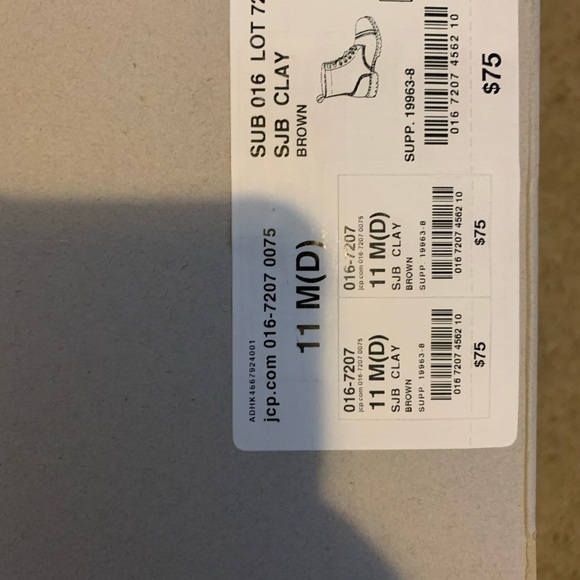 SUB 016 LOT 72
SJB CLAY
BROWN
SUPP. 19963-8
016 7207 4562 10
$75
ADHK4667924001
jcp.com 016-7207 0075
11 M(D)
016-7207
jcp.com 016-7207 0075
11 M(D)
SJB CLAY
BROWN
SUPP. 19963-8
016 7207 4562 10
$75
016-7207
jcp.com 016-7207 0075
11 M(D)
SJB CLAY
BROWN
SUPP. 19963-8
016 7207 4562 10
$75